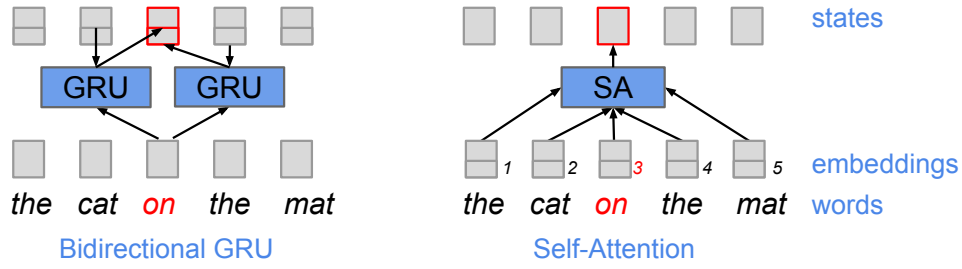 states
GRU GRU SA
1 2 3 4 5 embeddings
the cat on the mat the cat on the mat words
Bidirectional GRU Self-Attention